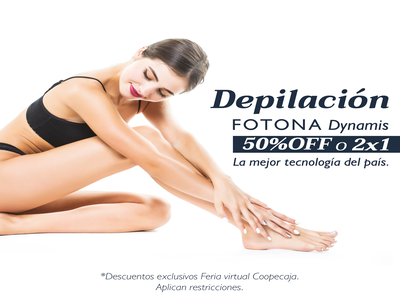 Depilación
FOTONA Dynamis
50%OFF O 2x1
La mejor tecnología del país.
*Descuentos exclusivos Feria virtual Coopecaja.
Aplican restricciones.